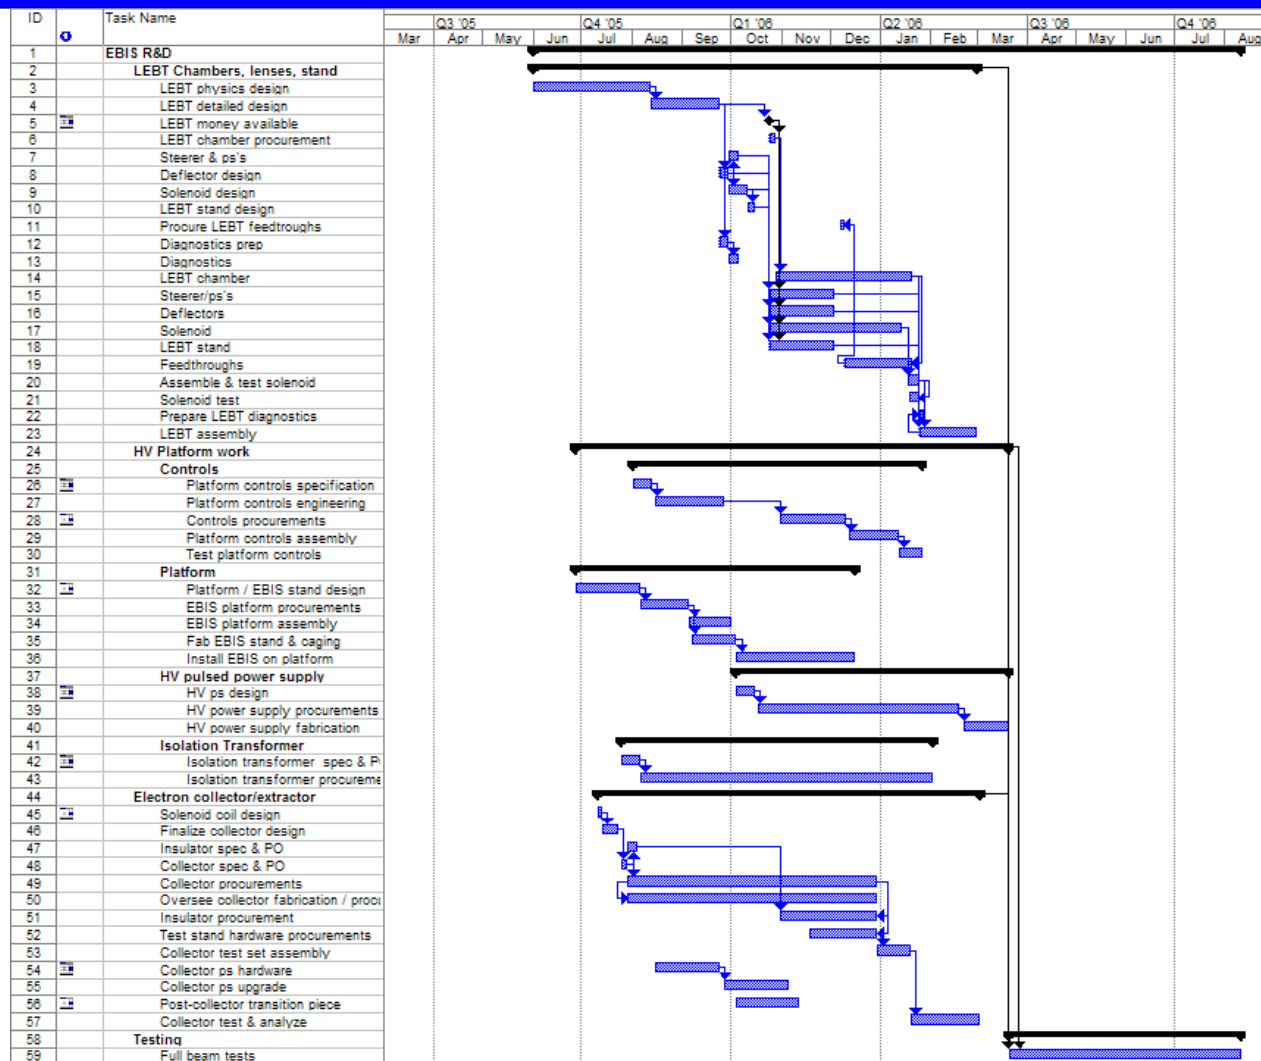 ID Task Name Q3 '05 Q4 '05 Q1 '06 Q2 '06 Q3 '06 Q4 '06
Mar Apr May Jun Jul Aug Sep Oct Nov Dec Jan Feb Mar Apr May Jun Jul Aug
1 EBIS R&D
2 LEBT Chambers, lenses, stand
3 LEBT physics design
4 LEBT detailed design
5 LEBT money available
6 LEBT chamber procurement
7 Steerer & ps's
8 Deflector design
9 Solenoid design
10 LEBT stand design
11 Procure LEBT feedtroughs
12 Diagnostics prep
13 Diagnostics
14 LEBT chamber
15 Steerer/ps's
16 Deflectors
17 Solenoid
18 LEBT stand
19 Feedthroughs
20 Assemble & test solenoid
21 Solenoid test
22 Prepare LEBT diagnostics
23 LEBT assembly
24 HV Platform work
25 Controls
26 Platform controls specification
27 Platform controls engineering
28 Controls procurements
29 Platform controls assembly
30 Test platform controls
31 Platform
32 Platform / EBIS stand design
33 EBIS platform procurements
34 EBIS platform assembly
35 Fab EBIS stand & caging
36 Install EBIS on platform
37 HV pulsed power supply
38 HV ps design
39 HV power supply procurements
40 HV power supply fabrication
41 Isolation Transformer
42 Isolation transformer spec & P
43 Isolation transformer procureme
44 Electron collector/extractor
45 Solenoid coil design
46 Finalize collector design
47 Insulator spec & PO
48 Collector spec & PO
49 Collector procurements
50 Oversee collector fabrication / procu
51 Insulator procurement
52 Test stand hardware procurements
53 Collector test set assembly
54 Collector ps hardware
55 Collector ps upgrade
56 Post-collector transition piece
57 Collector test & analyze
58 Testing
59 Full beam tests